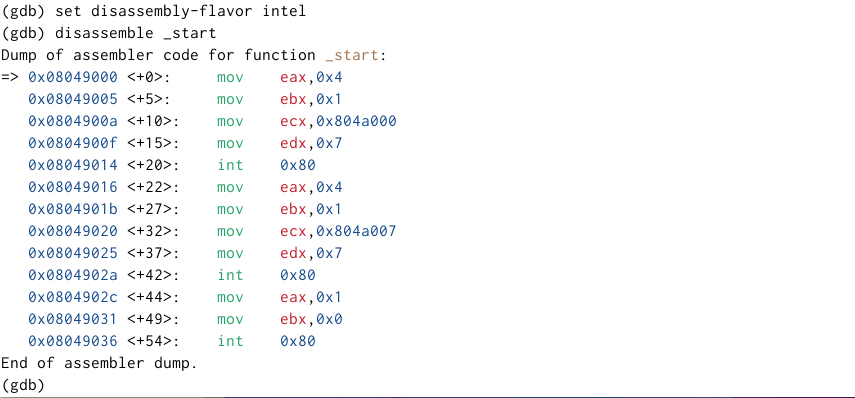 (gdb) set disassembly-flavor intel
(gdb) disassemble _start
Dump of assembler code for function _start:
=> 0x08049000 <+0>:     mov    eax,0x4
   0x08049005 <+5>:     mov    ebx,0x1
   0x0804900a <+10>:    mov    ecx,0x804a000
   0x0804900f <+15>:    mov    edx,0x7
   0x08049014 <+20>:    int    0x80
   0x08049016 <+22>:    mov    eax,0x4
   0x0804901b <+27>:    mov    ebx,0x1
   0x08049020 <+32>:    mov    ecx,0x804a007
   0x08049025 <+37>:    mov    edx,0x7
   0x0804902a <+42>:    int    0x80
   0x0804902c <+44>:    mov    eax,0x1
   0x08049031 <+49>:    mov    ebx,0x0
   0x08049036 <+54>:    int    0x80
End of assembler dump.
(gdb)